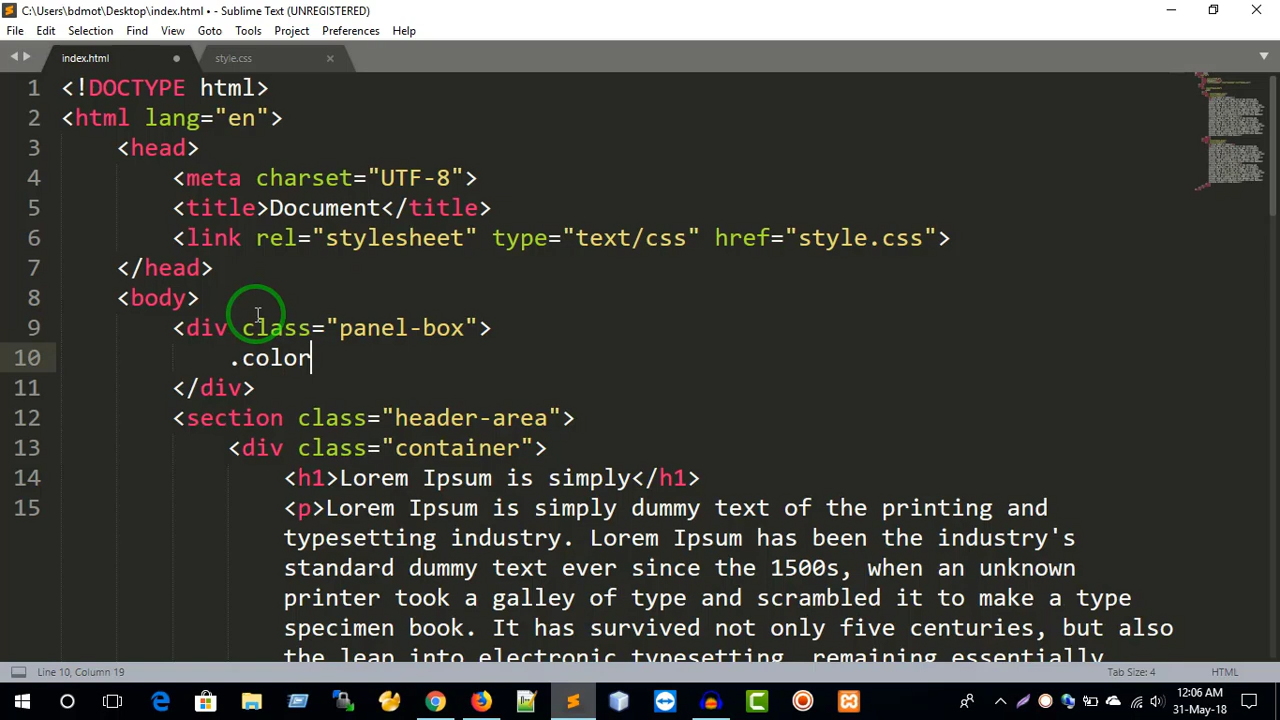 C:\Users\bdmot\Desktop\index.html • - Sublime Text (UNREGISTERED)
File Edit Selection Find View Goto Tools Project Preferences Help
index.html style.css
1 <!DOCTYPE html>
2 <html lang="en">
3 <head>
4 <meta charset="UTF-8">
5 <title>Document</title>
6 <link rel="stylesheet" type="text/css" href="style.css">
7 </head>
8 <body>
9 <div class="panel-box">
10 .color
11 </div>
12 <section class="header-area">
13 <div class="container">
14 <h1>Lorem Ipsum is simply</h1>
15 <p>Lorem Ipsum is simply dummy text of the printing and
typesetting industry. Lorem Ipsum has been the industry's
standard dummy text ever since the 1500s, when an unknown
printer took a galley of type and scrambled it to make a type
specimen book. It has survived not only five centuries, but also
the leap into electronic typesetting, remaining essentially
Line 10, Column 19 Tab Size: 4 HTML
12:06 AM
31-May-18